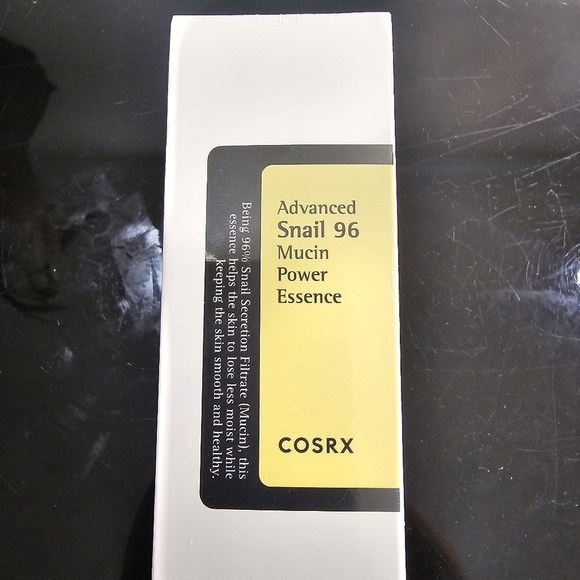 Advanced
Snail 96
Mucin
Power
Essence
COSRX
Being 96% Snail Secretion Filtrate (Mucin), this
essence helps the skin to lose less moist while
keeping the skin smooth and healthy.